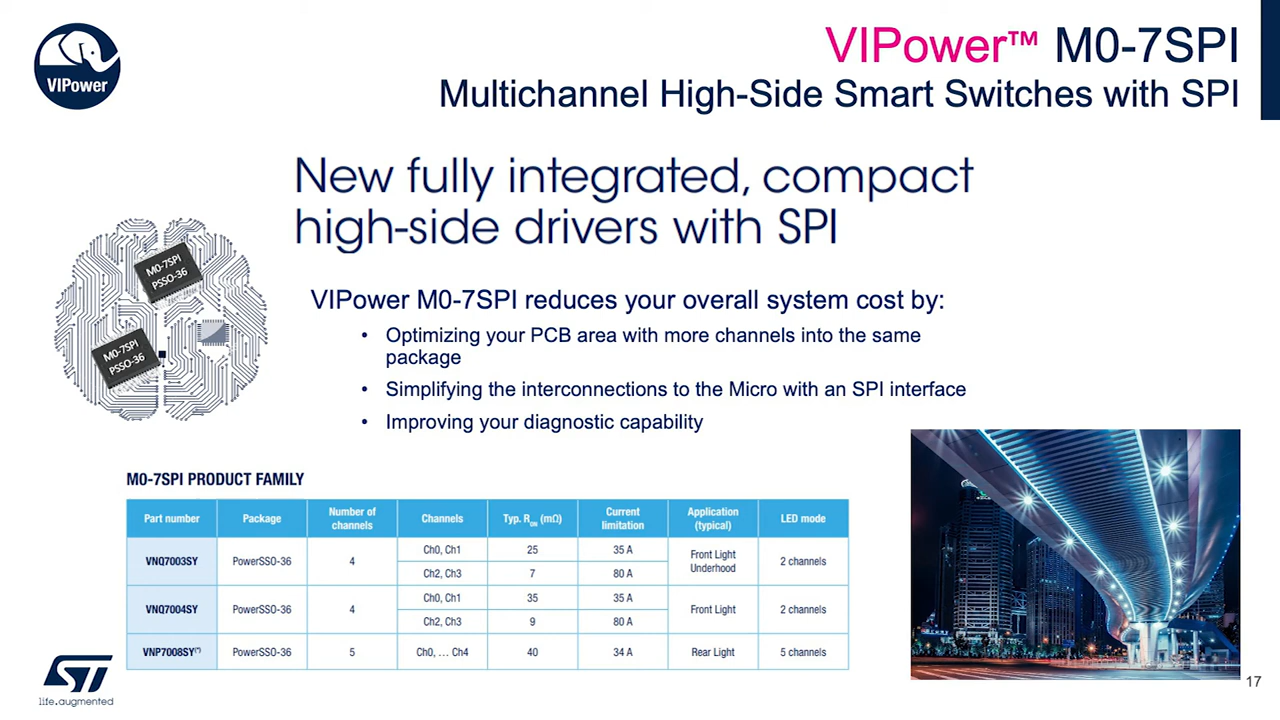 VIPower
VIPower™ M0-7SPI
Multichannel High-Side Smart Switches with SPI
New fully integrated, compact
high-side drivers with SPI
M0-7SPI
PSSO-36
M0-7SPI
PSSO-36
VIPower M0-7SPI reduces your overall system cost by:
• Optimizing your PCB area with more channels into the same
package
• Simplifying the interconnections to the Micro with an SPI interface
• Improving your diagnostic capability
M0-7SPI PRODUCT FAMILY
Part number Package Number of channels Channels Typ. RON (mΩ) Current limitation Application (typical) LED mode
VNQ7003SY PowerSSO-36 4 Ch0, Ch1 25 35 A Front Light Underhood 2 channels
Ch2, Ch3 7 80 A
VNQ7004SY PowerSSO-36 4 Ch0, Ch1 35 35 A Front Light 2 channels
Ch2, Ch3 9 80 A
VNP7008SY(*) PowerSSO-36 5 Ch0, … Ch4 40 34 A Rear Light 5 channels
ST
life.augmented
17